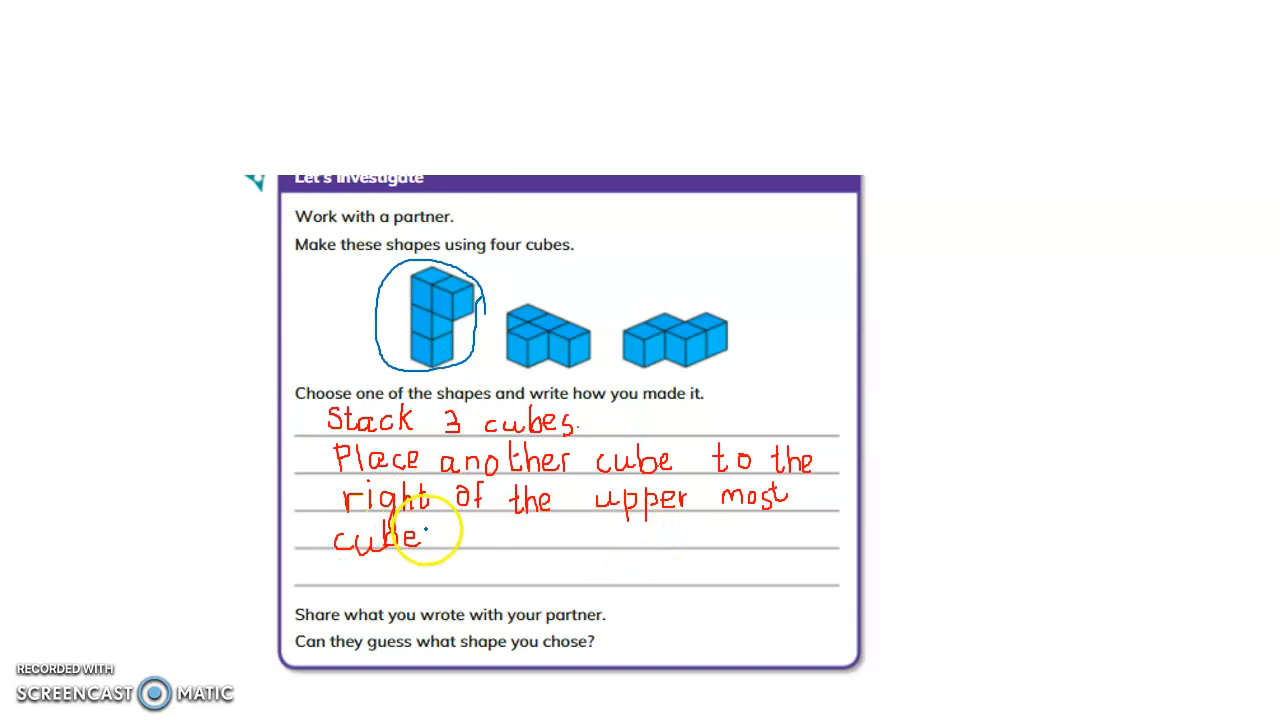 Let's investigate
Work with a partner.
Make these shapes using four cubes.
Choose one of the shapes and write how you made it.
Stack 3 cubes.
Place another cube to the
right of the upper most
cube
Share what you wrote with your partner.
Can they guess what shape you chose?
RECORDED WITH
SCREENCAST MATIC